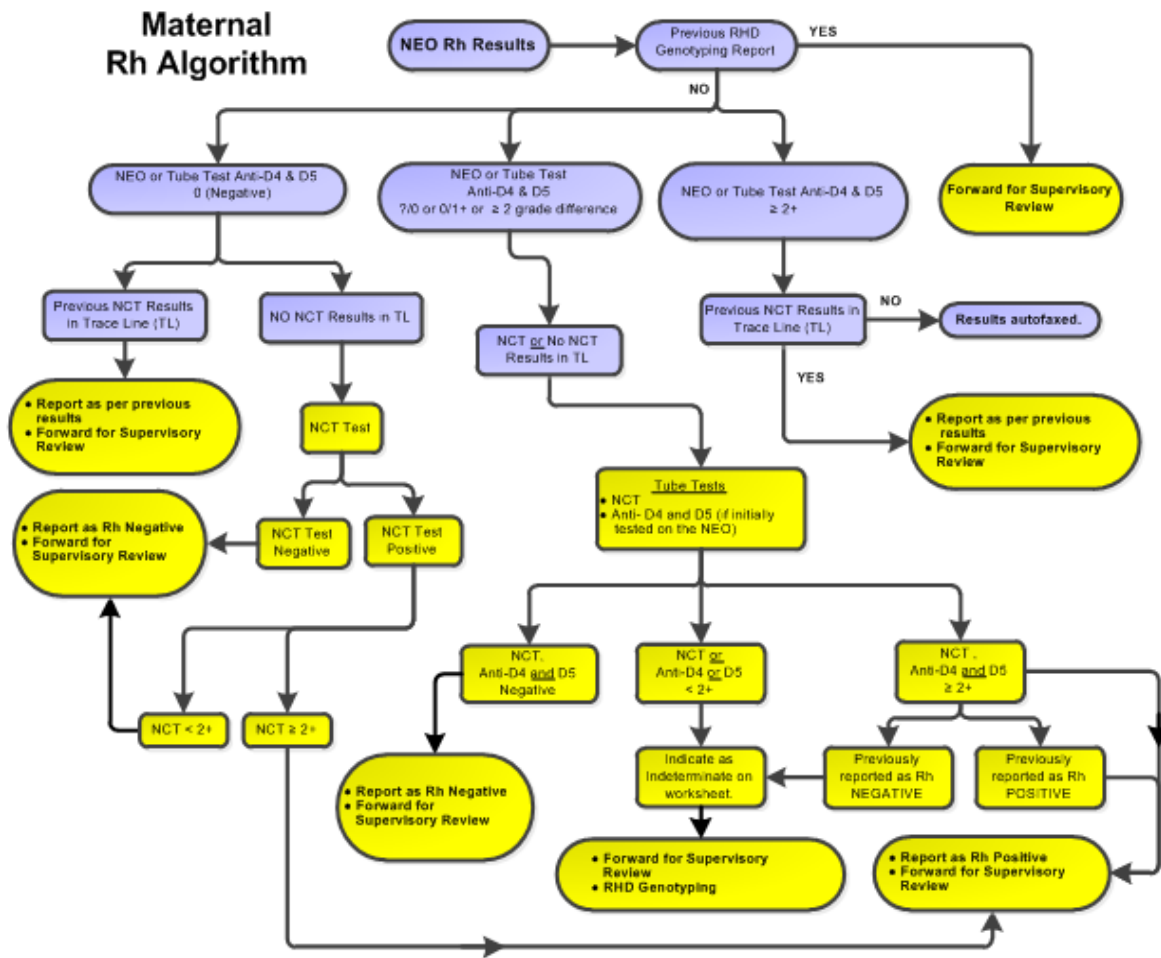 Maternal
Rh Algorithm
NEO Rh Results
Previous RHD
Genotyping Report
YES
NO
NEO or Tube Test Anti-D4 & D5
0 (Negative)
NEO or Tube Test
Anti-D4 & D5
?/0 or 0/1+ or ≥ 2 grade difference
NEO or Tube Test Anti-D4 & D5
≥ 2+
Forward for Supervisory
Review
Previous NCT Results
in Trace Line (TL)
NO NCT Results in TL
NCT or No NCT
Results in TL
Previous NCT Results in
Trace Line (TL)
NO
Results autofaxed.
YES
• Report as per previous
results
• Forward for Supervisory
Review
NCT Test
• Report as per previous
results
• Forward for Supervisory
Review
Tube Tests
• NCT
• Anti- D4 and D5 (if initially
tested on the NEO)
• Report as Rh Negative
• Forward for
Supervisory Review
NCT Test
Negative
NCT Test
Positive
NCT,
Anti-D4 and D5
Negative
NCT or
Anti-D4 or D5
< 2+
NCT ,
Anti-D4 and D5
≥ 2+
NCT < 2+
NCT ≥ 2+
Indicate as
Indeterminate on
worksheet.
Previously
reported as Rh
NEGATIVE
Previously
reported as Rh
POSITIVE
• Report as Rh Negative
• Forward for
Supervisory Review
• Forward for Supervisory
Review
• RHD Genotyping
• Report as Rh Positive
• Forward for Supervisory
Review